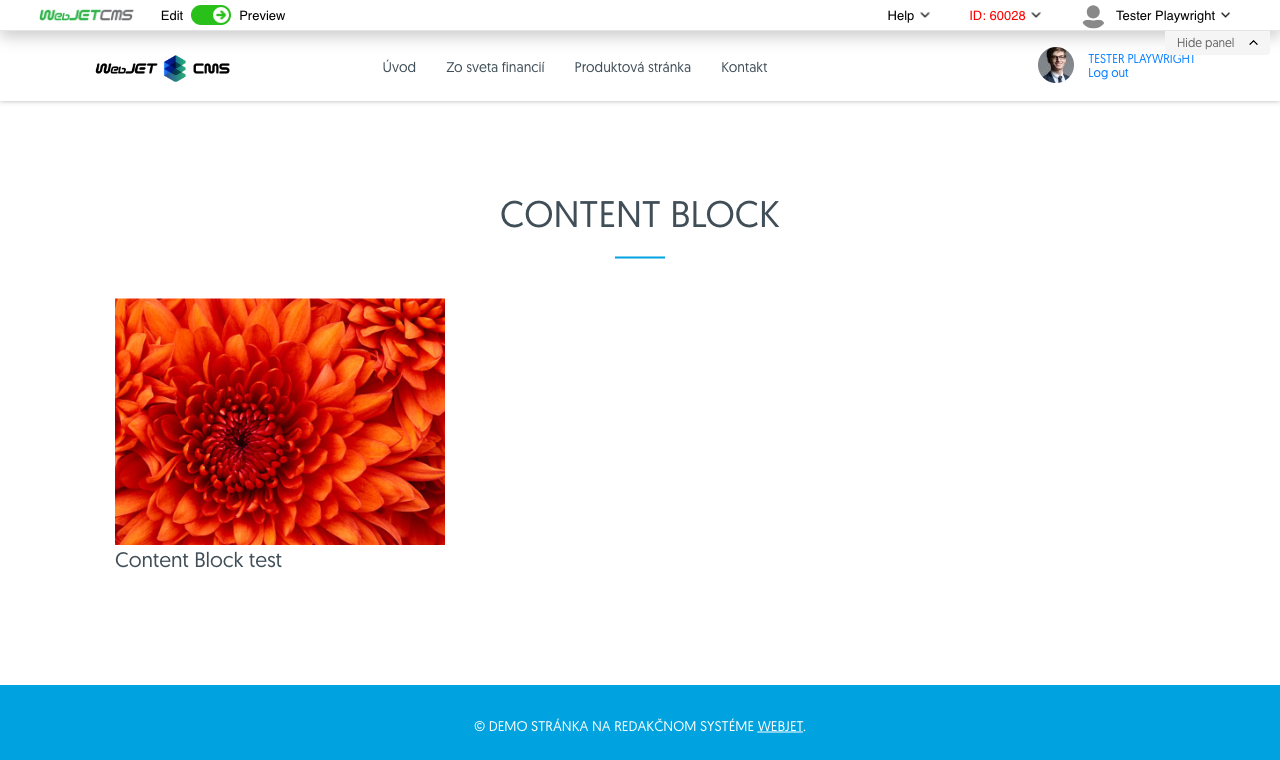 WebJETCMS Edit Preview Help ID: 60028 Tester Playwright
Hide panel
WebJET CMS Úvod Zo sveta financií Produktová stránka Kontakt TESTER PLAYWRIGHT
Log out
CONTENT BLOCK
Content Block test
© DEMO STRÁNKA NA REDAKČNOM SYSTÉME WEBJET.